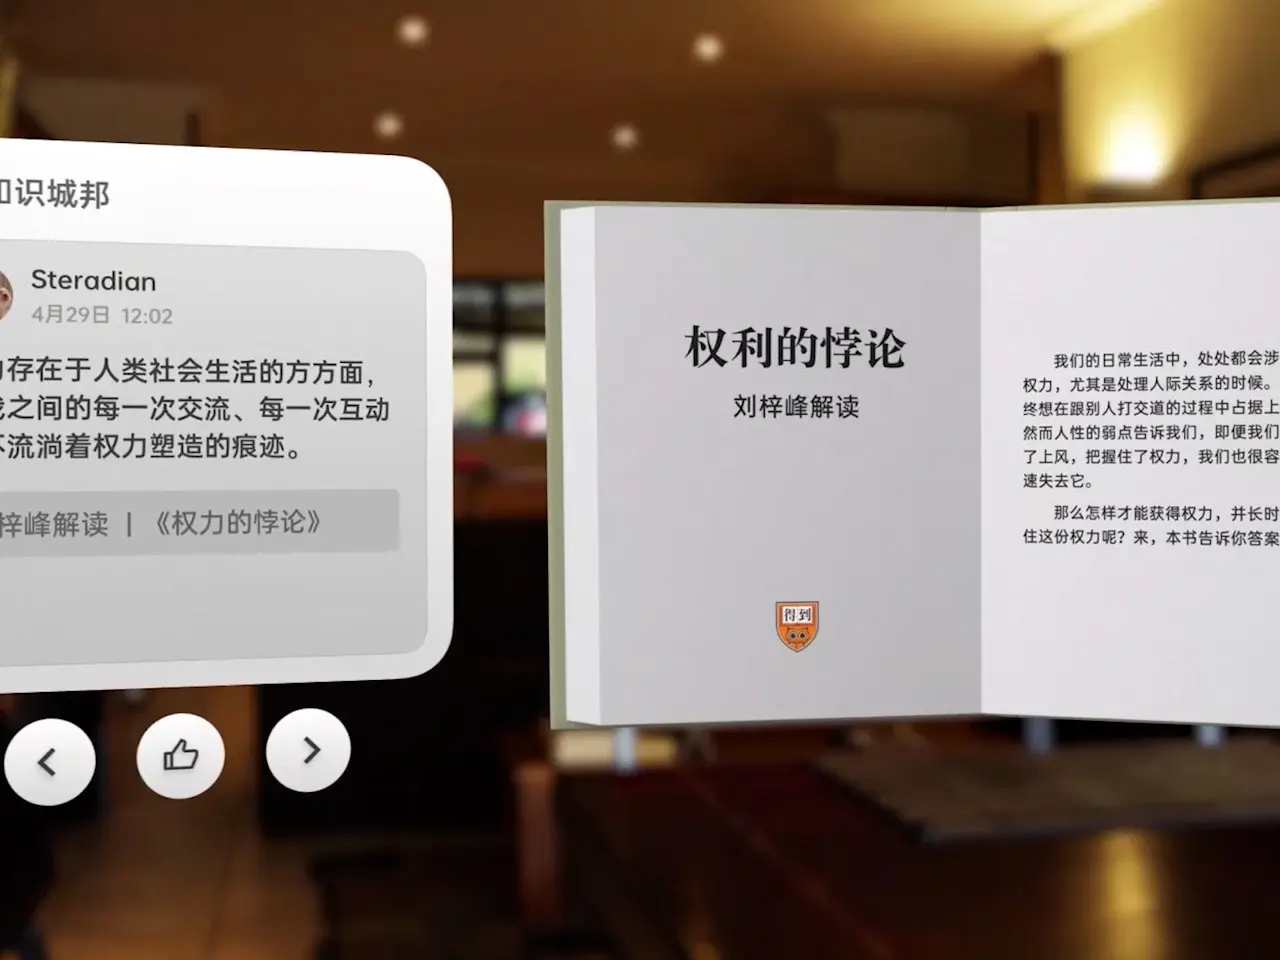 识城邦
Steradian
4月29日 12:02
存在于人类社会生活的方方面，
之间的每一次交流、每一次互动
流淌着权力塑造的痕迹。
梓峰解读 | 《权力的悖论》
权利的悖论
刘梓峰解读
得到
我们的日常生活中，处处都会涉
权力，尤其是处理人际关系的时候。
终想在跟别人打交道的过程中占据上
然而人性的弱点告诉我们，即便我们
了上风，把握住了权力，我们也很容
速失去它。
那么怎样才能获得权力，并长时
住这份权力呢？来，本书告诉你答案